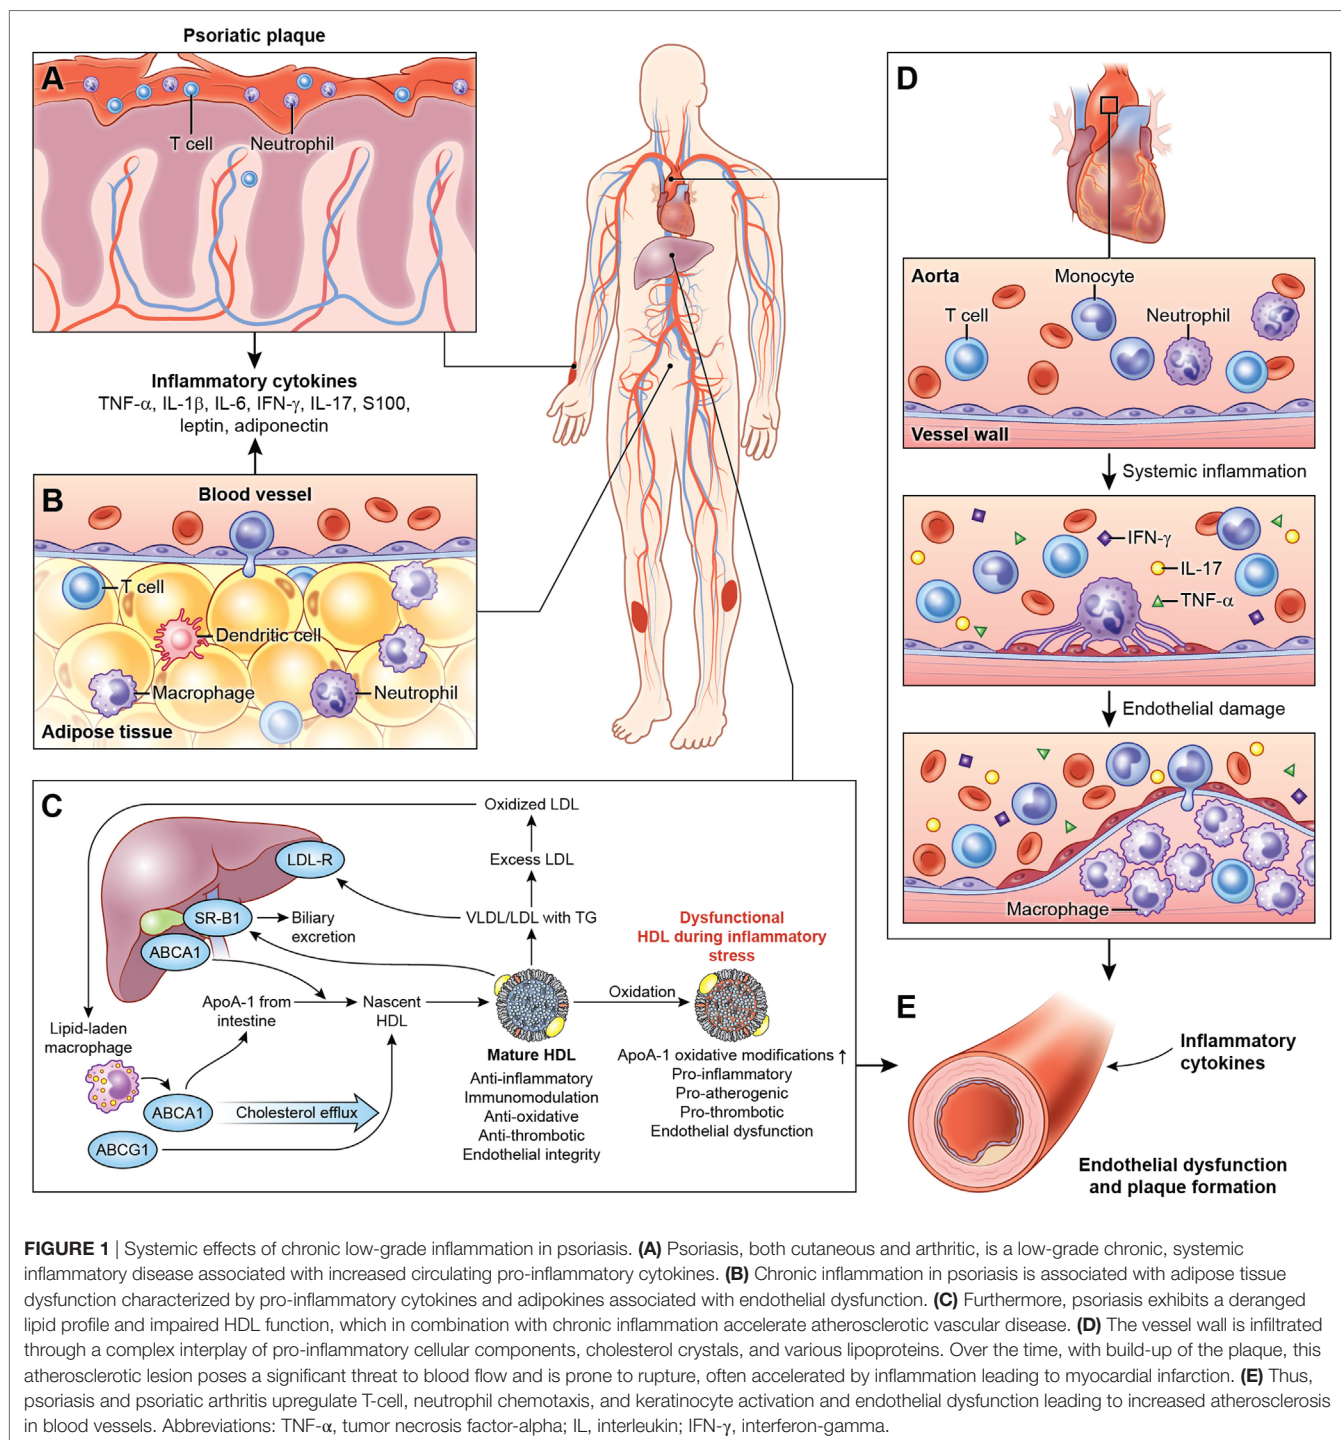 Psoriatic plaque
A
T cell
Neutrophil
Inflammatory cytokines
TNF-α, IL-1β, IL-6, IFN-γ, IL-17, S100,
leptin, adiponectin
B
Blood vessel
T cell
Dendritic cell
Macrophage
Neutrophil
Adipose tissue
C
Oxidized LDL
LDL-R
Excess LDL
SR-B1
Biliary
excretion
VLDL/LDL with TG
Dysfunctional
HDL during inflammatory
stress
ABCA1
ApoA-1 from
intestine
Nascent
HDL
Oxidation
Lipid-laden
macrophage
Mature HDL
Anti-inflammatory
Immunomodulation
Anti-oxidative
Anti-thrombotic
Endothelial integrity
ApoA-1 oxidative modifications ↑
Pro-inflammatory
Pro-atherogenic
Pro-thrombotic
Endothelial dysfunction
ABCA1
Cholesterol efflux
ABCG1
D
Aorta
Monocyte
T cell
Neutrophil
Vessel wall
Systemic inflammation
IFN-γ
IL-17
TNF-α
Endothelial damage
Macrophage
E
Inflammatory
cytokines
Endothelial dysfunction
and plaque formation
FIGURE 1 | Systemic effects of chronic low-grade inflammation in psoriasis. (A) Psoriasis, both cutaneous and arthritic, is a low-grade chronic, systemic
inflammatory disease associated with increased circulating pro-inflammatory cytokines. (B) Chronic inflammation in psoriasis is associated with adipose tissue
dysfunction characterized by pro-inflammatory cytokines and adipokines associated with endothelial dysfunction. (C) Furthermore, psoriasis exhibits a deranged
lipid profile and impaired HDL function, which in combination with chronic inflammation accelerate atherosclerotic vascular disease. (D) The vessel wall is infiltrated
through a complex interplay of pro-inflammatory cellular components, cholesterol crystals, and various lipoproteins. Over the time, with build-up of the plaque, this
atherosclerotic lesion poses a significant threat to blood flow and is prone to rupture, often accelerated by inflammation leading to myocardial infarction. (E) Thus,
psoriasis and psoriatic arthritis upregulate T-cell, neutrophil chemotaxis, and keratinocyte activation and endothelial dysfunction leading to increased atherosclerosis
in blood vessels. Abbreviations: TNF-α, tumor necrosis factor-alpha; IL, interleukin; IFN-γ, interferon-gamma.